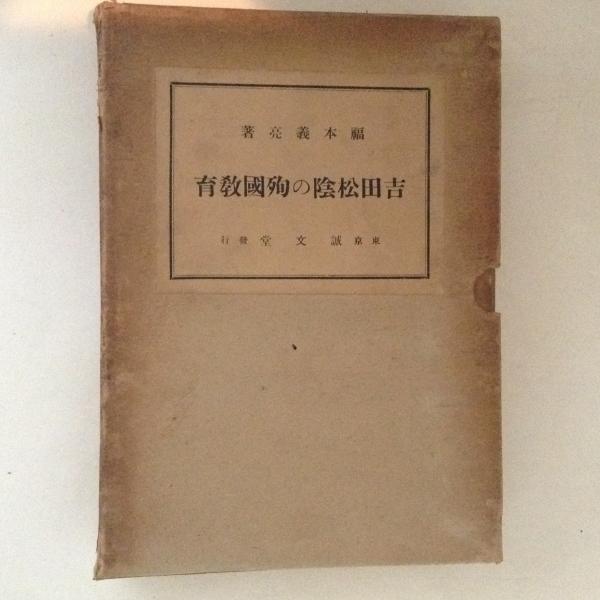 福本義亮著
吉田松陰の殉國教育
東京 誠文堂 發行